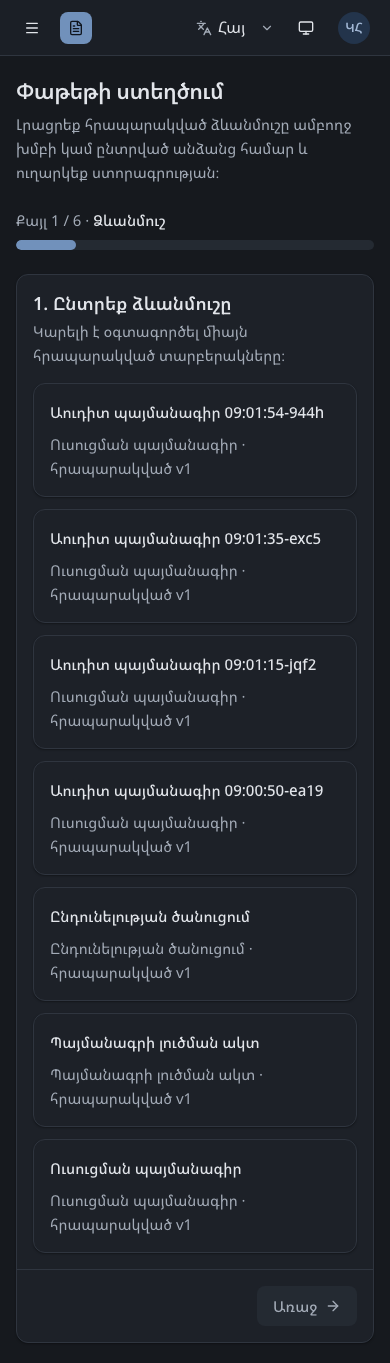 Հայ
ԿՀ
Փաթեթի ստեղծում
Լրացրեք հրապարակված ձևանմուշը ամբողջ
խմբի կամ ընտրված անձանց համար և
ուղարկեք ստորագրության։
Քայլ 1 / 6 · Ձևանմուշ
1. Ընտրեք ձևանմուշը
Կարելի է օգտագործել միայն
հրապարակված տարբերակները։
Աուդիտ պայմանագիր 09:01:54-944h
Ուսուցման պայմանագիր ·
հրապարակված v1
Աուդիտ պայմանագիր 09:01:35-exc5
Ուսուցման պայմանագիր ·
հրապարակված v1
Աուդիտ պայմանագիր 09:01:15-jqf2
Ուսուցման պայմանագիր ·
հրապարակված v1
Աուդիտ պայմանագիր 09:00:50-ea19
Ուսուցման պայմանագիր ·
հրապարակված v1
Ընդունելության ծանուցում
Ընդունելության ծանուցում ·
հրապարակված v1
Պայմանագրի լուծման ակտ
Պայմանագրի լուծման ակտ ·
հրապարակված v1
Ուսուցման պայմանագիր
Ուսուցման պայմանագիր ·
հրապարակված v1
Առաջ